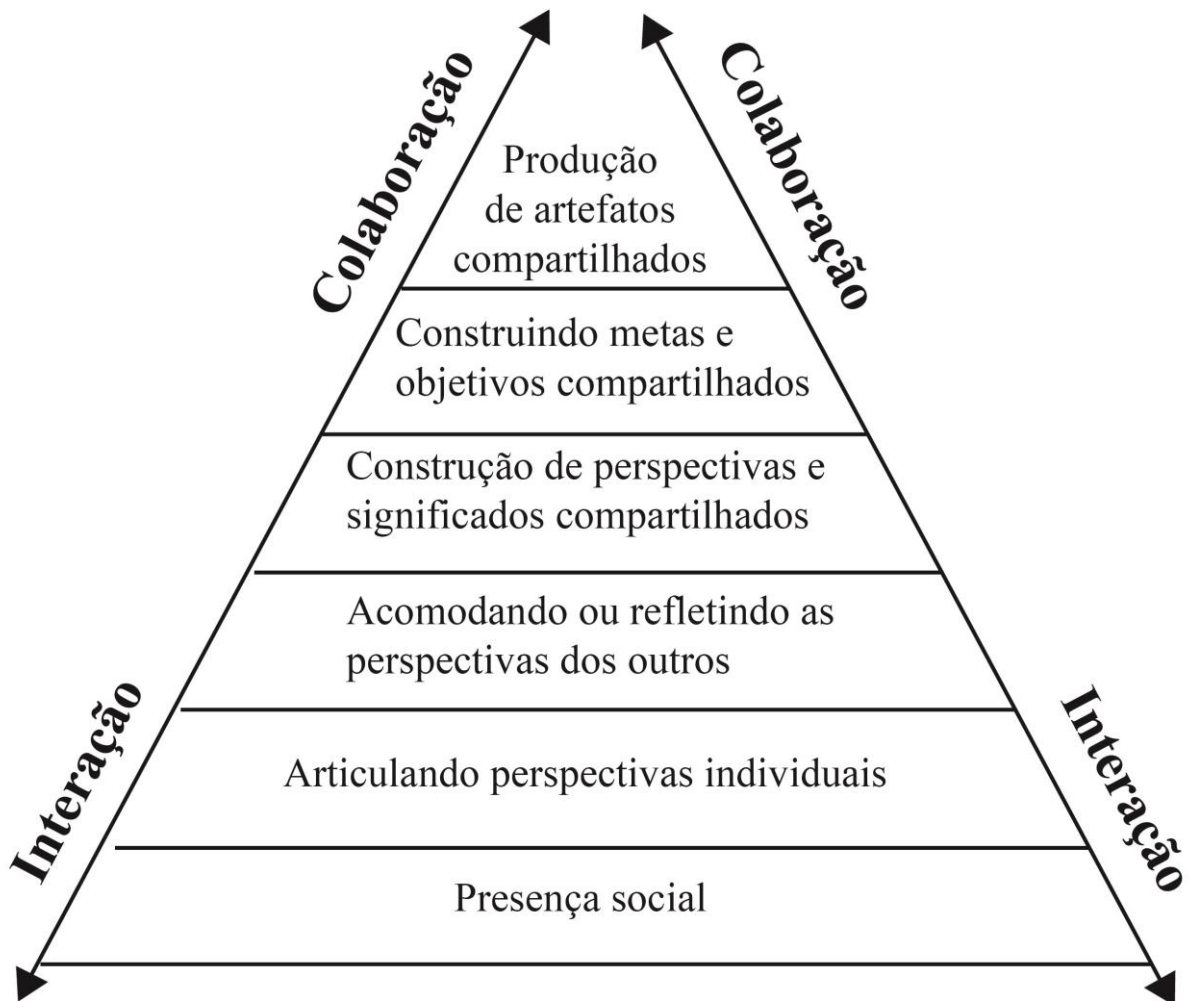 Colaboração
Colaboração
Produção
de artefatos
compartilhados
Construindo metas e
objetivos compartilhados
Construção de perspectivas e
significados compartilhados
Acomodando ou refletindo as
perspectivas dos outros
Interação
Interação
Articulando perspectivas individuais
Presença social